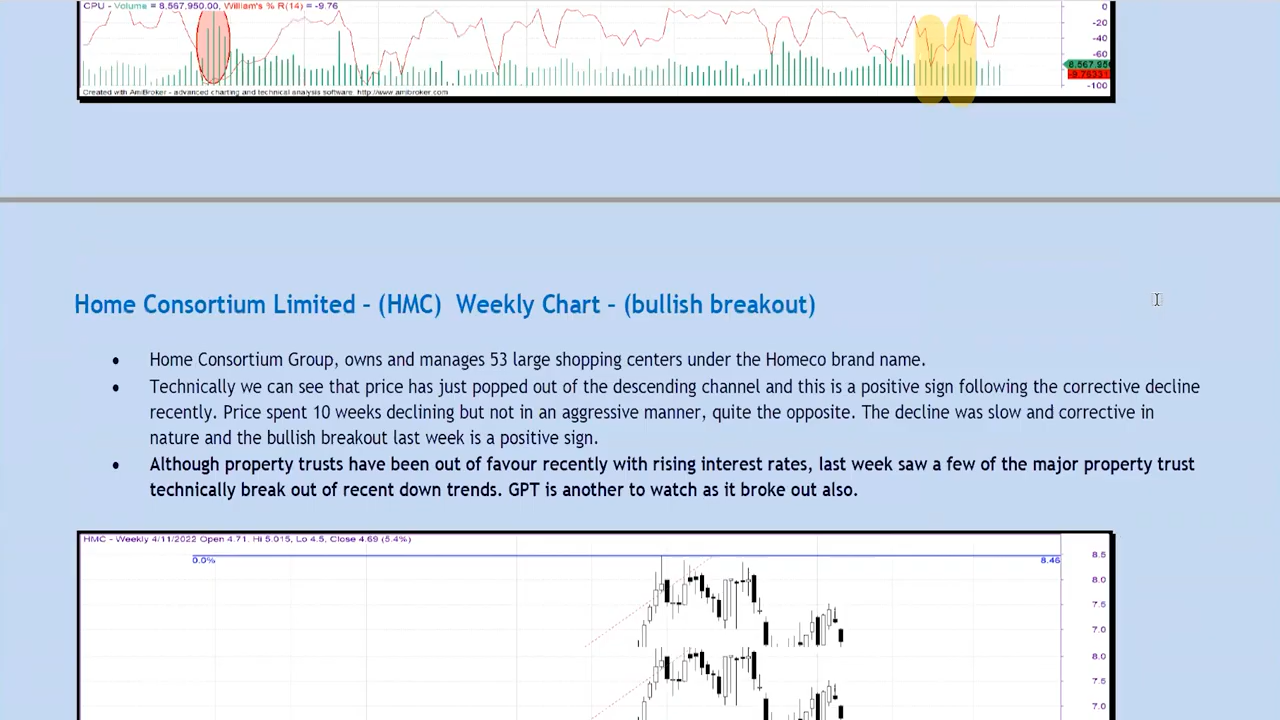 CPU - Volume = 8,567,950.00, William's % R(14) = -9.76
0
-20
-40
-60
8,567,95
-9.76331
-100
Created with AmiBroker - advanced charting and technical analysis software. http://www.amibroker.com
Home Consortium Limited - (HMC) Weekly Chart - (bullish breakout)
• Home Consortium Group, owns and manages 53 large shopping centers under the Homeco brand name.
• Technically we can see that price has just popped out of the descending channel and this is a positive sign following the corrective decline
recently. Price spent 10 weeks declining but not in an aggressive manner, quite the opposite. The decline was slow and corrective in
nature and the bullish breakout last week is a positive sign.
• Although property trusts have been out of favour recently with rising interest rates, last week saw a few of the major property trust
technically break out of recent down trends. GPT is another to watch as it broke out also.
HMC - Weekly 4/11/2022 Open 4.71, Hi 5.015, Lo 4.5, Close 4.69 (5.4%)
0.0%
8.46
8.5
8.0
7.5
7.0
8.0
7.5
7.0